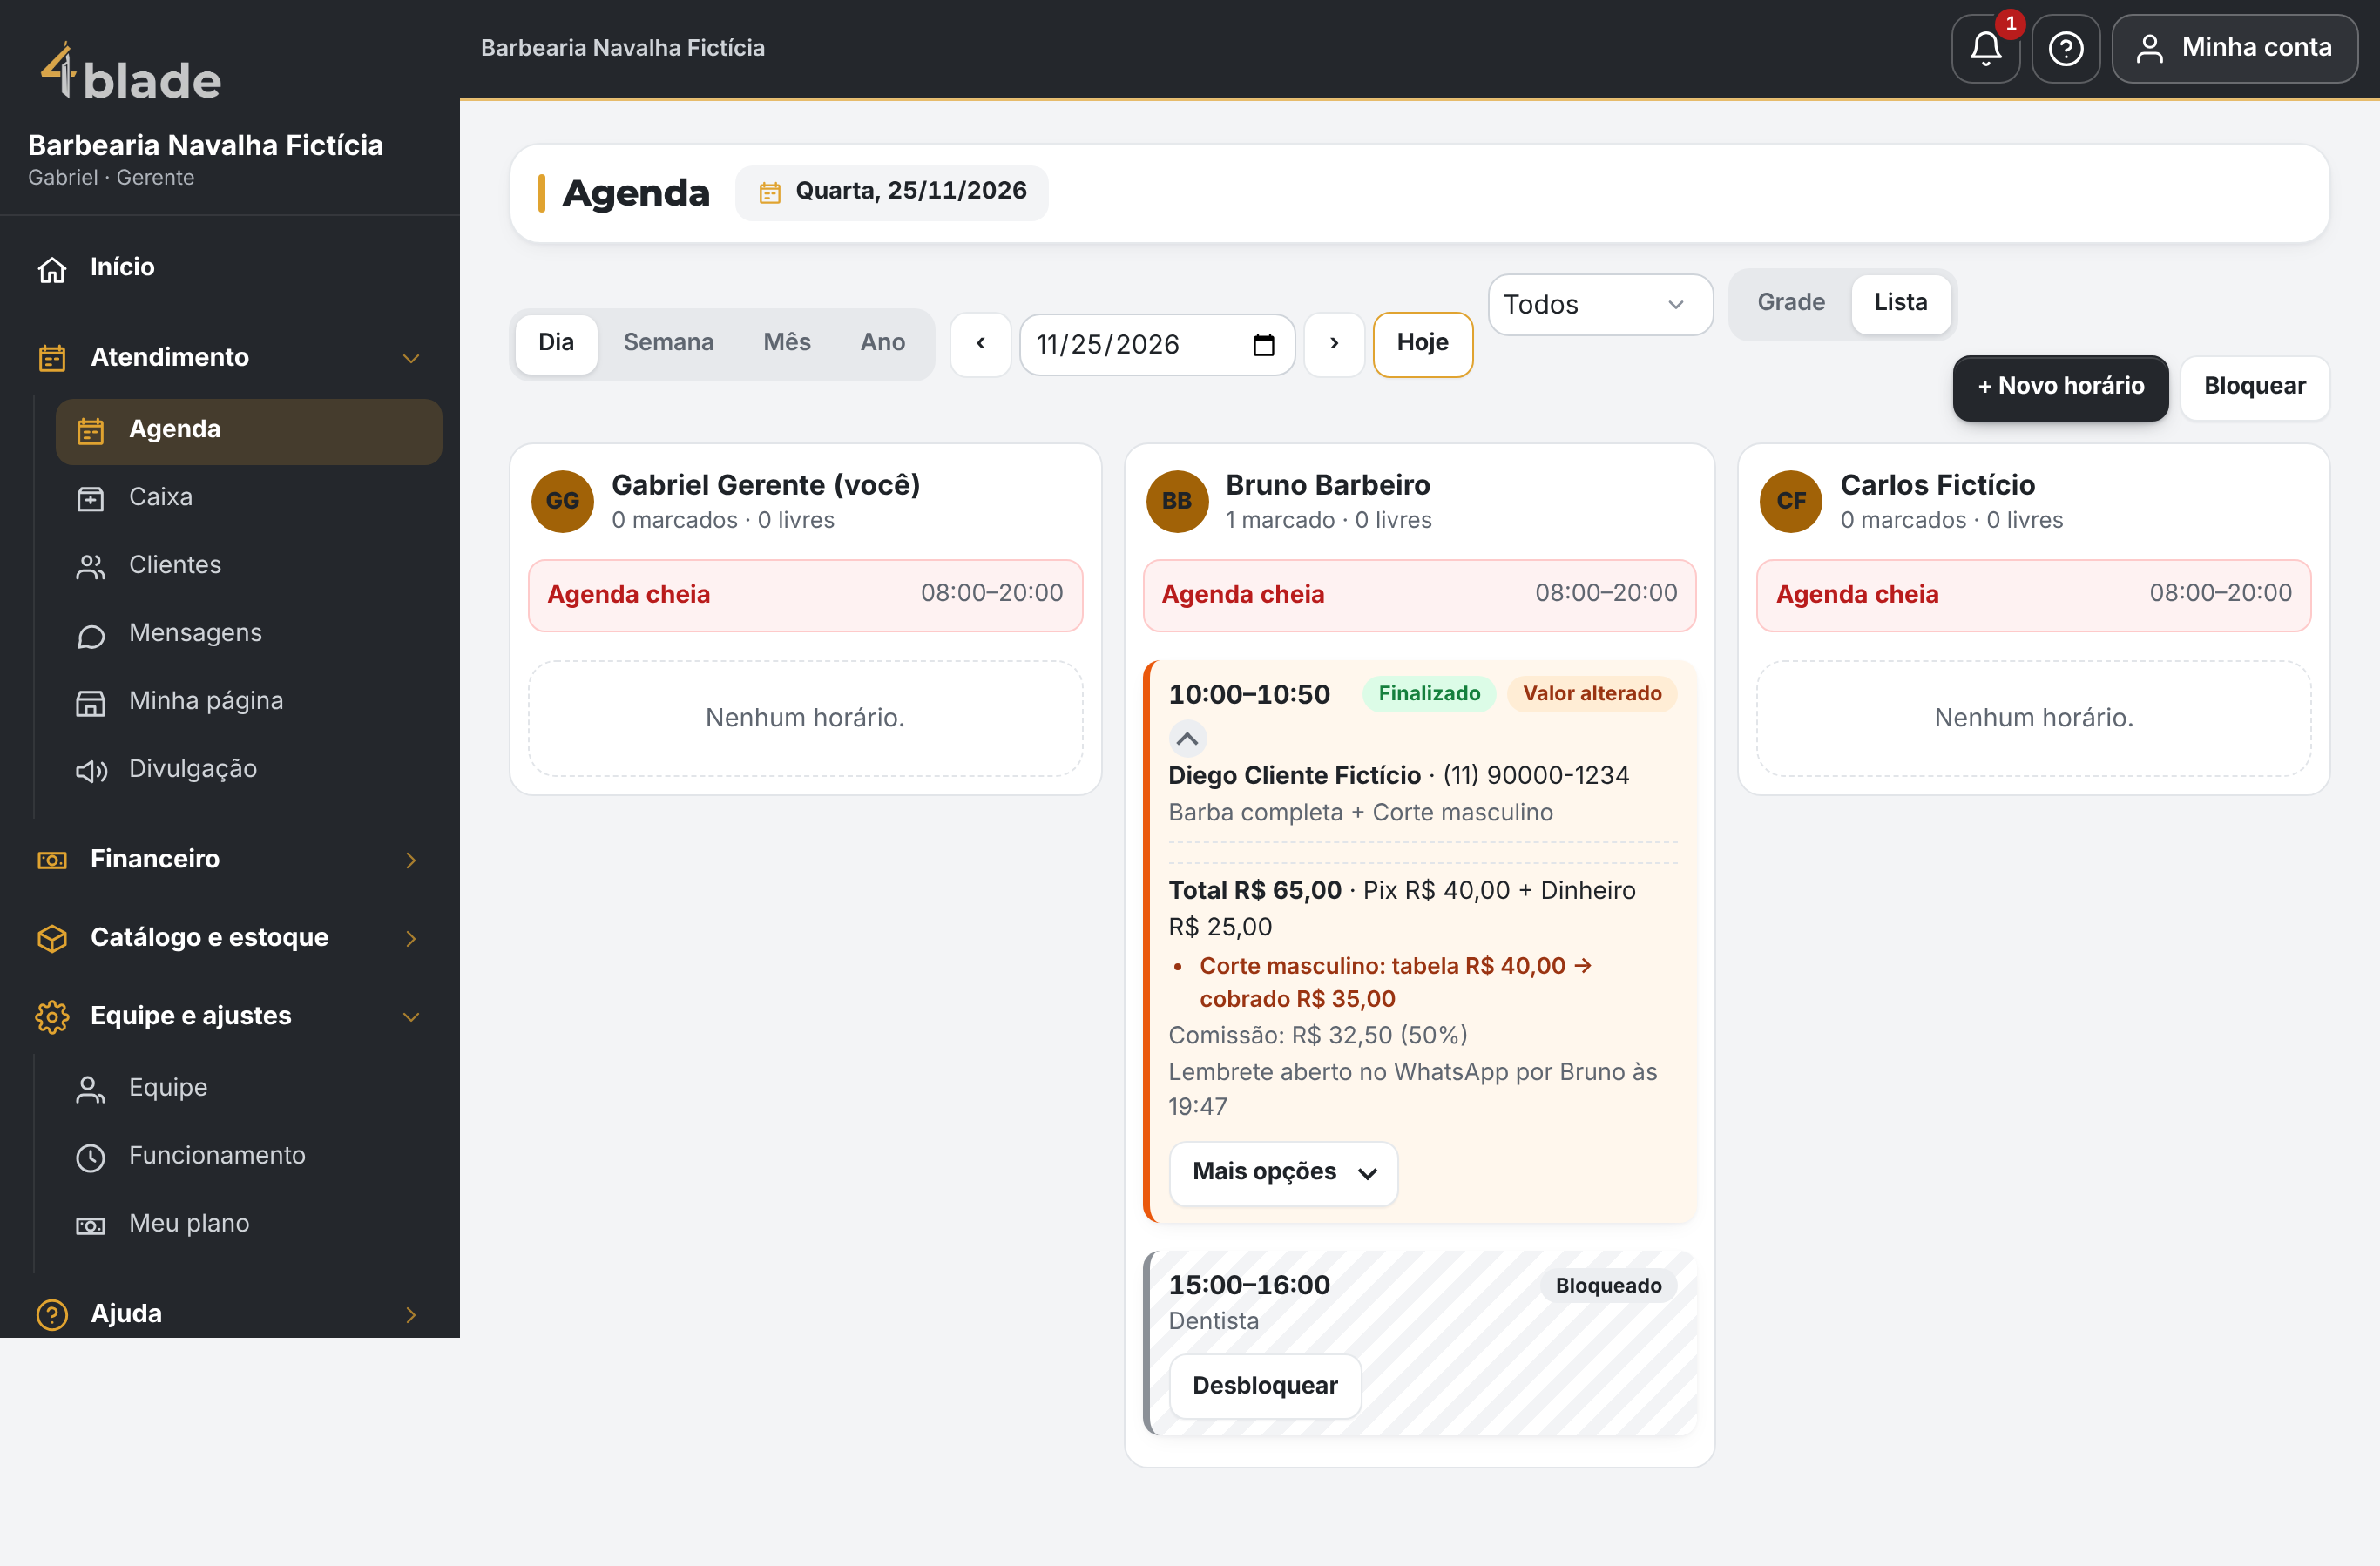 4blade
Barbearia Navalha Fictícia
Gabriel · Gerente
Início
Atendimento
Agenda
Caixa
Clientes
Mensagens
Minha página
Divulgação
Financeiro
Catálogo e estoque
Equipe e ajustes
Equipe
Funcionamento
Meu plano
Ajuda
Barbearia Navalha Fictícia
1
Minha conta
Agenda
Quarta, 25/11/2026
Dia Semana Mês Ano
‹ 11/25/2026 › Hoje
Todos
Grade Lista
+ Novo horário Bloquear
GG
Gabriel Gerente (você)
0 marcados · 0 livres
Agenda cheia 08:00–20:00
Nenhum horário.
BB
Bruno Barbeiro
1 marcado · 0 livres
Agenda cheia 08:00–20:00
10:00–10:50 Finalizado Valor alterado
Diego Cliente Fictício · (11) 90000-1234
Barba completa + Corte masculino
Total R$ 65,00 · Pix R$ 40,00 + Dinheiro
R$ 25,00
• Corte masculino: tabela R$ 40,00 →
cobrado R$ 35,00
Comissão: R$ 32,50 (50%)
Lembrete aberto no WhatsApp por Bruno às
19:47
Mais opções
15:00–16:00 Bloqueado
Dentista
Desbloquear
CF
Carlos Fictício
0 marcados · 0 livres
Agenda cheia 08:00–20:00
Nenhum horário.